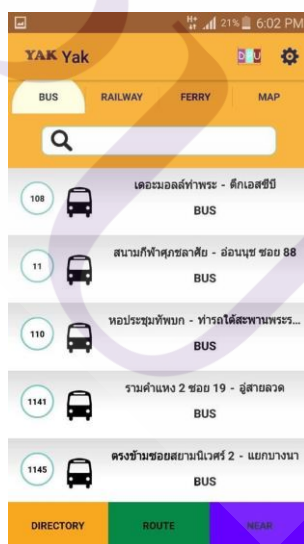 21% 6:02 PM
YAK Yak
DPU
BUS RAILWAY FERRY MAP
108
เดอะมอลล์ท่าพระ - ตึกเอสซีบี
BUS
11
สนามกีฬาศุภชลาศัย - อ่อนนุช ซอย 88
BUS
110
หอประชุมทัพบก - ท่ารถใต้สะพานพระร...
BUS
1141
รามคำแหง 2 ซอย 19 - อู่สายลวด
BUS
1145
ตรงข้ามซอยสยามนิเวศร์ 2 - แยกบางนา
BUS
DIRECTORY ROUTE NEAR